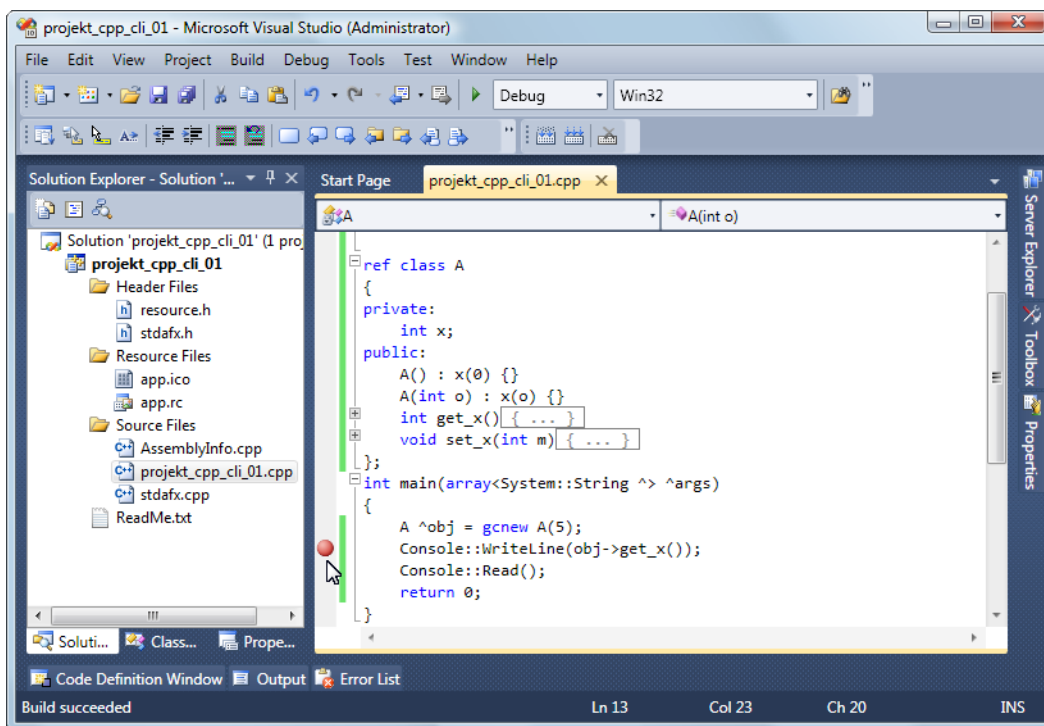 projekt_cpp_cli_01 - Microsoft Visual Studio (Administrator)
File Edit View Project Build Debug Tools Test Window Help
Debug Win32
Solution Explorer - Solution '...
Start Page projekt_cpp_cli_01.cpp
A A(int o)
Solution 'projekt_cpp_cli_01' (1 proj
projekt_cpp_cli_01
Header Files
resource.h
stdafx.h
Resource Files
app.ico
app.rc
Source Files
AssemblyInfo.cpp
projekt_cpp_cli_01.cpp
stdafx.cpp
ReadMe.txt
ref class A
{
private:
int x;
public:
A() : x(0) {}
A(int o) : x(o) {}
int get_x() { ... }
void set_x(int m) { ... }
};
int main(array<System::String ^> ^args)
{
A ^obj = gcnew A(5);
Console::WriteLine(obj->get_x());
Console::Read();
return 0;
}
Server Explorer
Toolbox
Properties
Soluti... Class... Prope...
Code Definition Window Output Error List
Build succeeded Ln 13 Col 23 Ch 20 INS